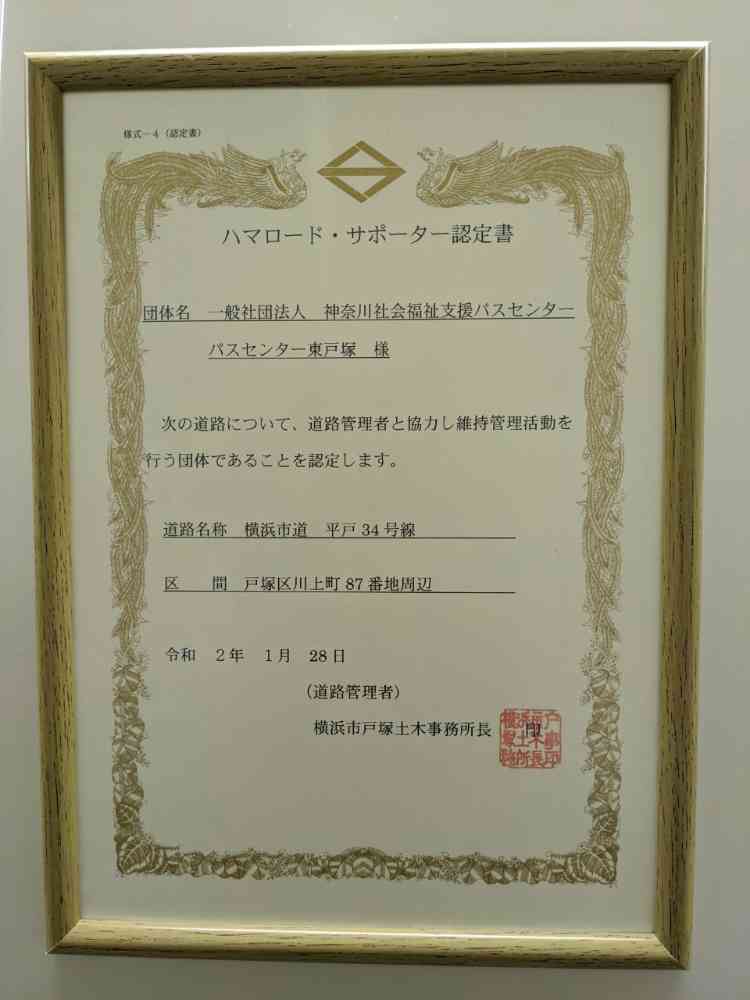 様式－4（認定書）
ハマロード・サポーター認定書
団体名　一般社団法人　神奈川社会福祉支援パスセンター
パスセンター東戸塚　様
次の道路について、道路管理者と協力し維持管理活動を
行う団体であることを認定します。
道路名称　横浜市道　平戸34号線
区　　間　戸塚区川上町87番地周辺
令和　2年　1月　28日
（道路管理者）
横浜市戸塚土木事務所長　印